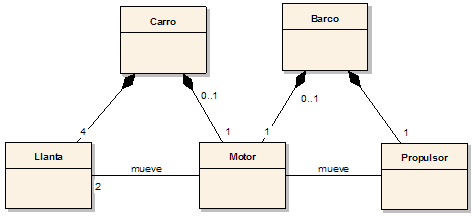 Carro
Barco
0..1
0..1
4
1
1
1
Llanta
mueve
Motor
mueve
Propulsor
2